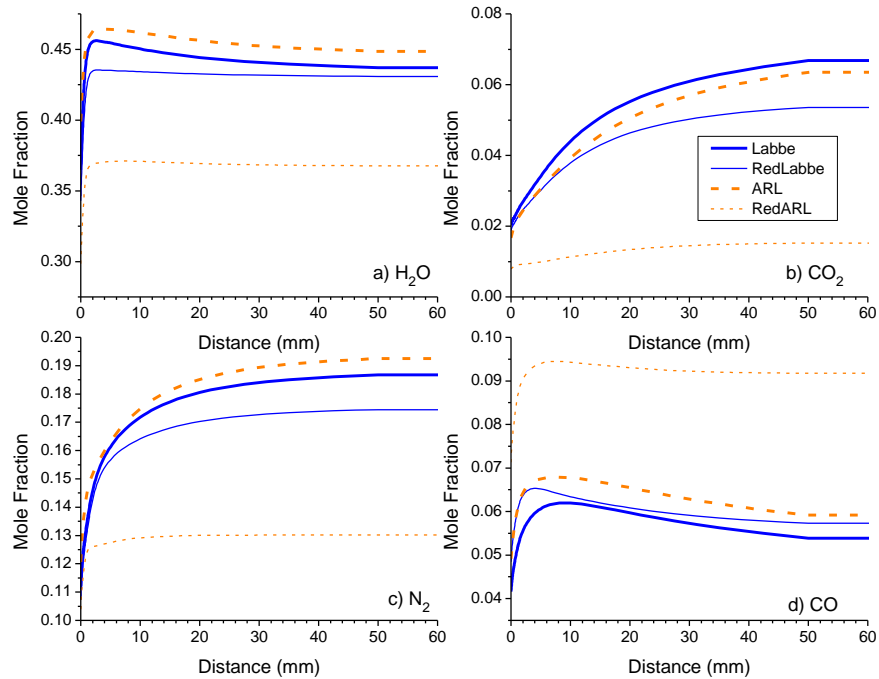 0.45
0.40
0.35
0.30
Mole Fraction
0 10 20 30 40 50 60
Distance (mm)
a) H₂O
0.08
0.06
0.04
0.02
0.00
Mole Fraction
0 10 20 30 40 50 60
Distance (mm)
Labbe
RedLabbe
ARL
RedARL
b) CO₂
0.20
0.19
0.18
0.17
0.16
0.15
0.14
0.13
0.12
0.11
0.10
Mole Fraction
0 10 20 30 40 50 60
Distance (mm)
c) N₂
0.10
0.09
0.08
0.07
0.06
0.05
0.04
Mole Fraction
0 10 20 30 40 50 60
Distance (mm)
d) CO